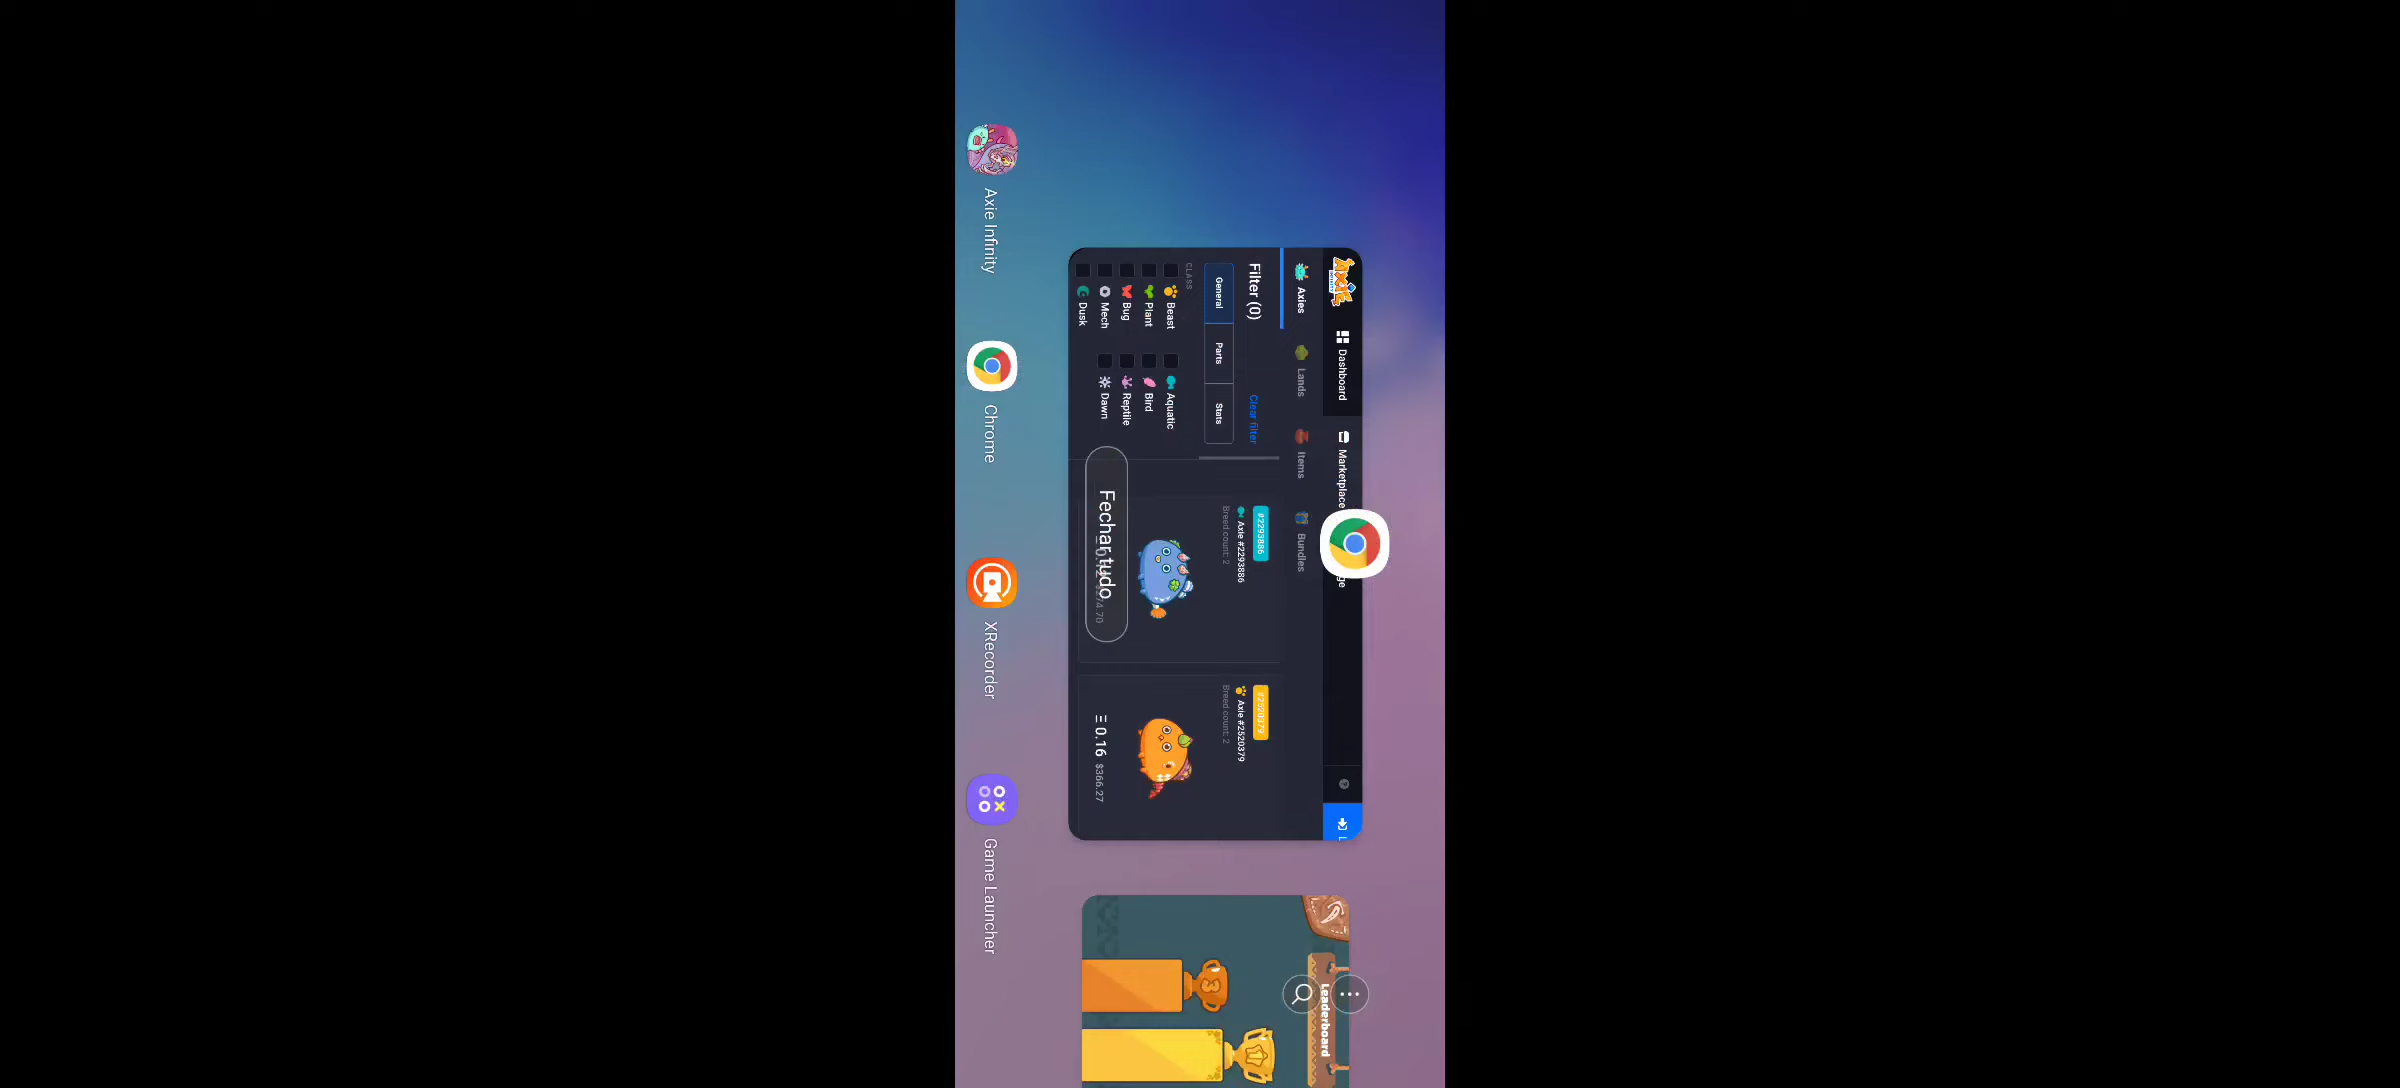 Dashboard
Marketplace
Axies
Lands
Items
Bundles
Filter (0)
Clear filter
General
Parts
Stats
CLASS
Beast
Aquatic
Plant
Bird
Bug
Reptile
Mech
Dawn
Dusk
#2293886
Axie #2293886
Breed count: 2
#2520379
Axie #2520379
Breed count: 2
Ξ 0.16 $366.27
Fechar tudo
Leaderboard
Axie Infinity
Chrome
XRecorder
Game Launcher